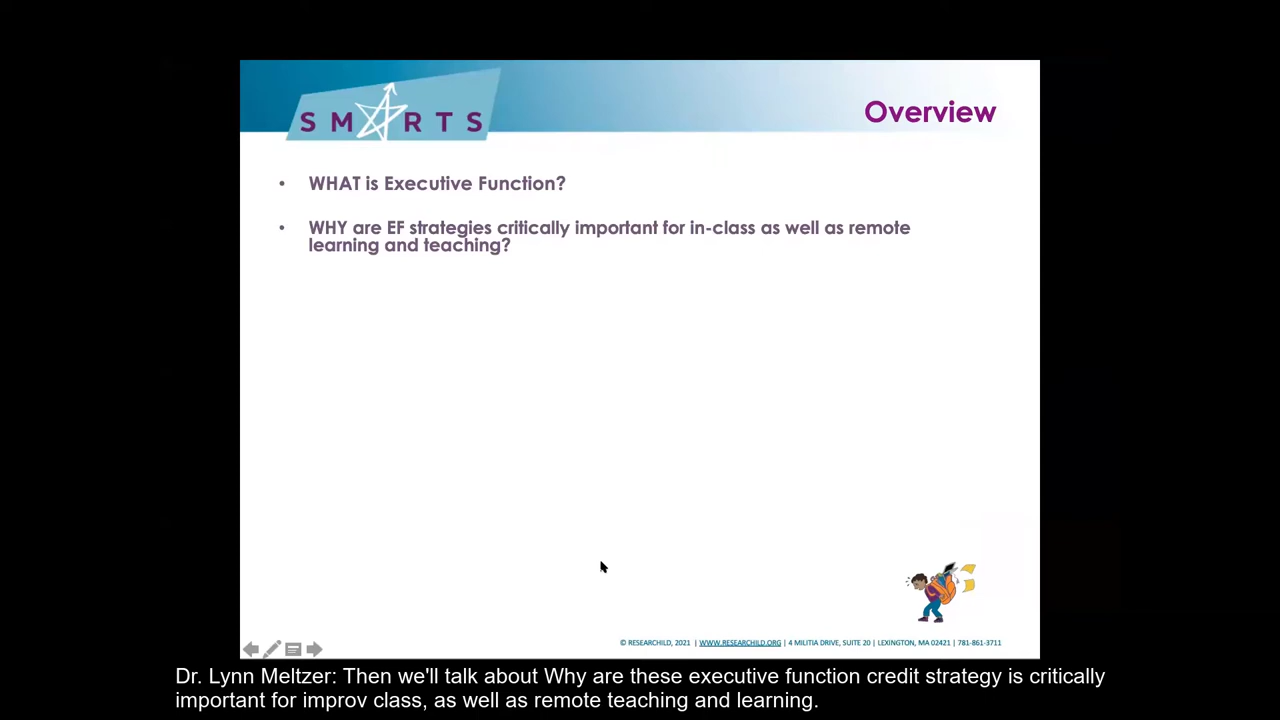 SMARTS
Overview
• WHAT is Executive Function?
• WHY are EF strategies critically important for in-class as well as remote
learning and teaching?
© RESEARCHILD, 2021 | WWW.RESEARCHILD.ORG | 4 MILITIA DRIVE, SUITE 20 | LEXINGTON, MA 02421 | 781-861-3711
Dr. Lynn Meltzer: Then we'll talk about Why are these executive function credit strategy is critically
important for improv class, as well as remote teaching and learning.